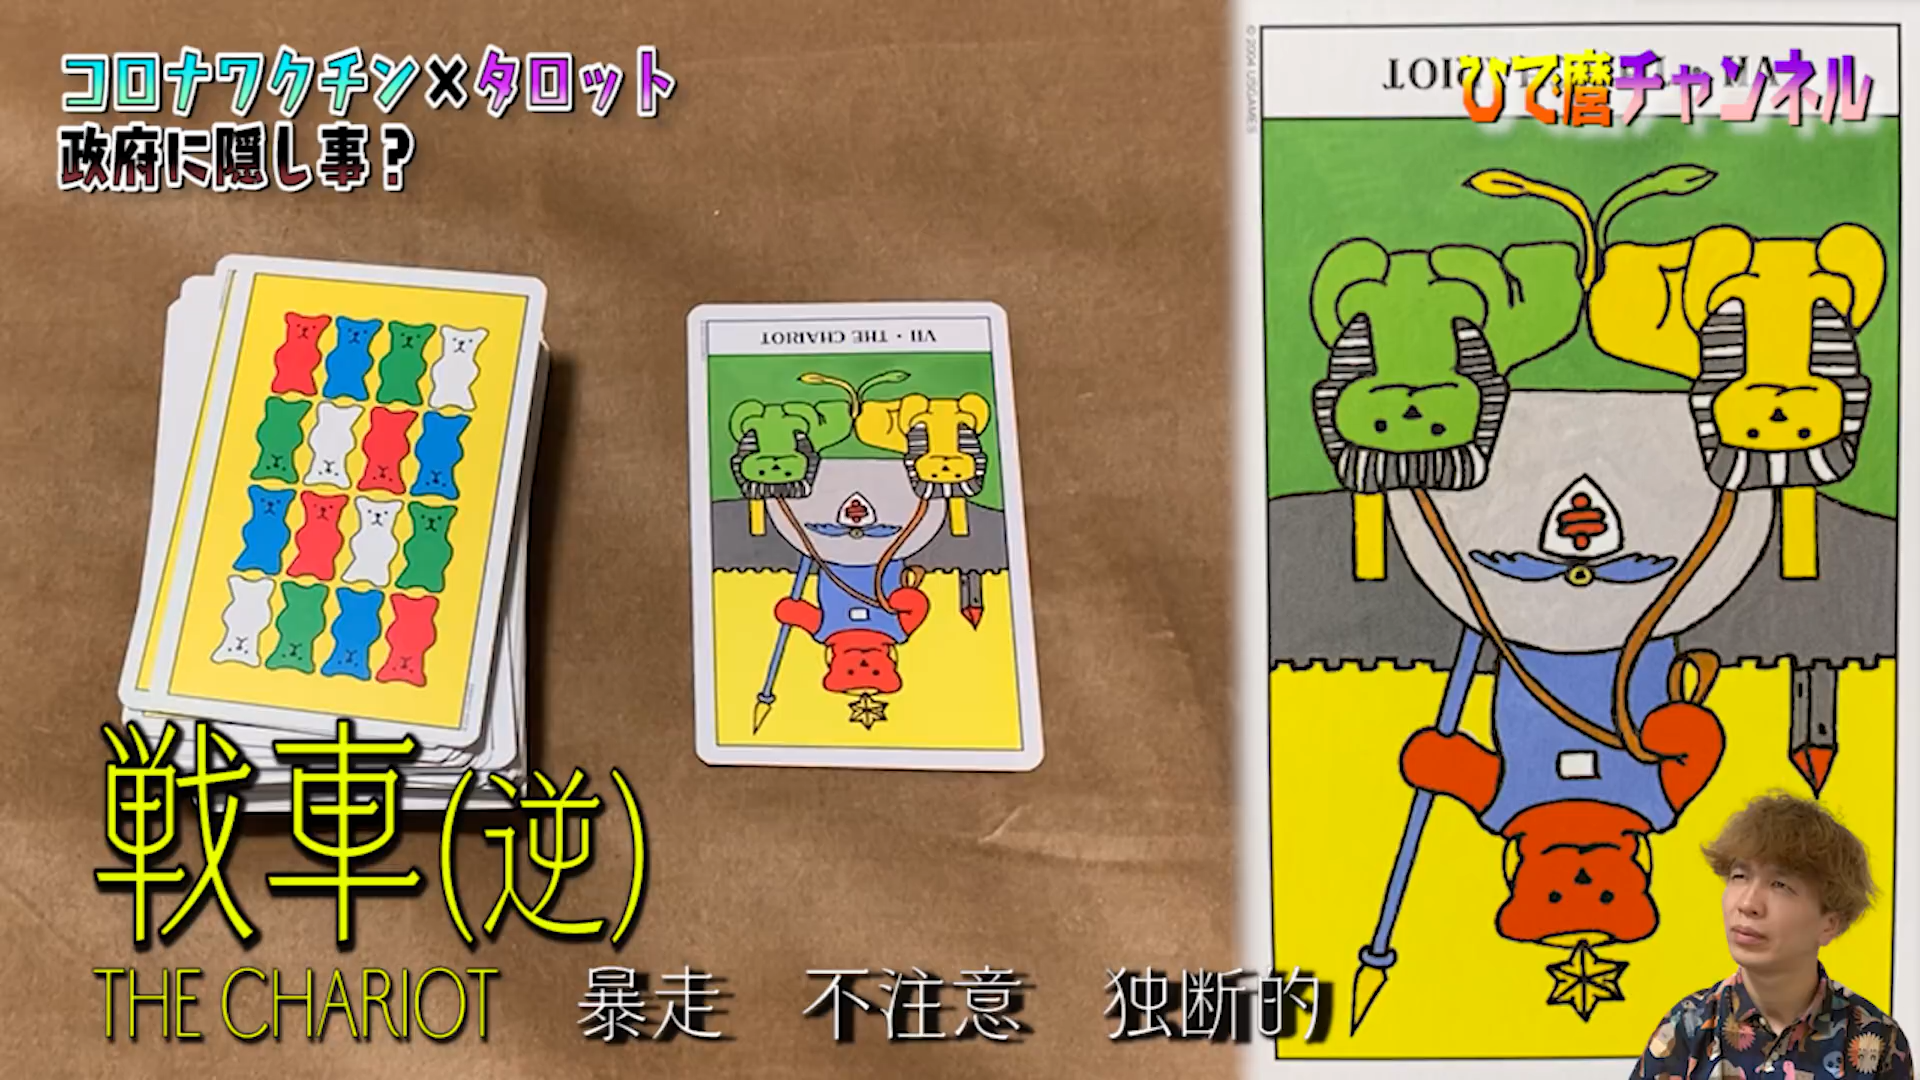 コロナワクチン×タロット
政府に隠し事？
ひで麿チャンネル
© 2004 USGAMES
VII · THE CHARIOT
戦車(逆)
THE CHARIOT 暴走 不注意 独断的